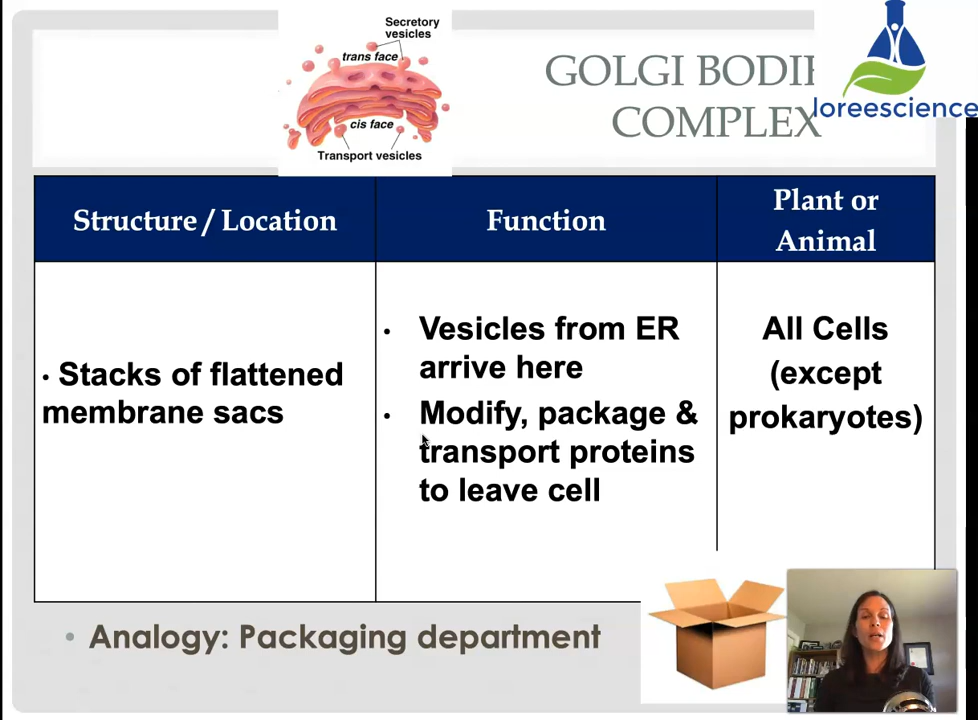 Secretory
vesicles
trans face
cis face
Transport vesicles
GOLGI BODI
COMPLEX
loreescience
Structure / Location
Function
Plant or
Animal
• Stacks of flattened
membrane sacs
• Vesicles from ER
arrive here
• Modify, package &
transport proteins
to leave cell
All Cells
(except
prokaryotes)
• Analogy: Packaging department